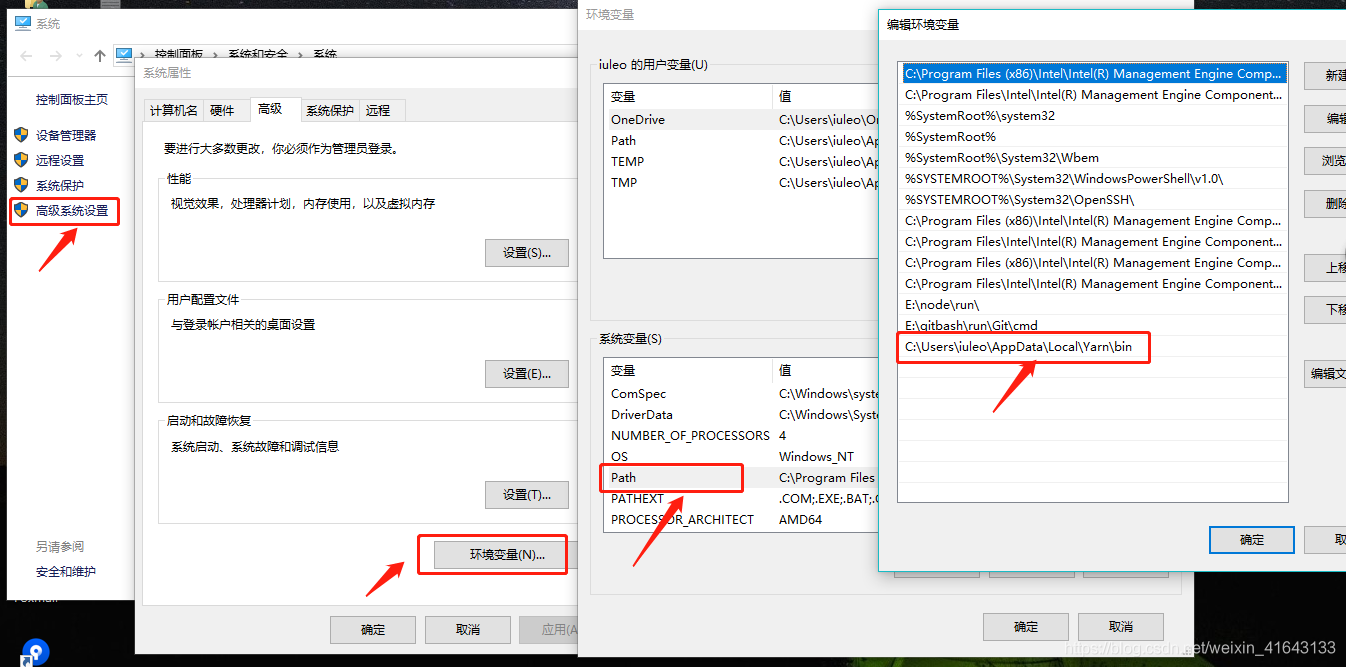 系统
控制面板 › 系统和安全 › 系统
控制面板主页
设备管理器
远程设置
系统保护
高级系统设置
另请参阅
安全和维护
系统属性
计算机名 硬件 高级 系统保护 远程
要进行大多数更改，你必须作为管理员登录。
性能
视觉效果，处理器计划，内存使用，以及虚拟内存
设置(S)...
用户配置文件
与登录帐户相关的桌面设置
设置(E)...
启动和故障恢复
系统启动、系统故障和调试信息
设置(T)...
环境变量(N)...
确定 取消 应用(A
环境变量
iuleo 的用户变量(U)
变量 值
OneDrive C:\Users\iuleo\On
Path C:\Users\iuleo\Ap
TEMP C:\Users\iuleo\Ap
TMP C:\Users\iuleo\Ap
系统变量(S)
变量 值
ComSpec C:\Windows\syste
DriverData C:\Windows\Syste
NUMBER_OF_PROCESSORS 4
OS Windows_NT
Path C:\Program Files
PATHEXT .COM;.EXE;.BAT;.C
PROCESSOR_ARCHITECT AMD64
确定 取消
编辑环境变量
C:\Program Files (x86)\Intel\Intel(R) Management Engine Comp...
C:\Program Files\Intel\Intel(R) Management Engine Component...
%SystemRoot%\system32
%SystemRoot%
%SystemRoot%\System32\Wbem
%SYSTEMROOT%\System32\WindowsPowerShell\v1.0\
%SYSTEMROOT%\System32\OpenSSH\
C:\Program Files (x86)\Intel\Intel(R) Management Engine Comp...
C:\Program Files\Intel\Intel(R) Management Engine Component...
C:\Program Files (x86)\Intel\Intel(R) Management Engine Comp...
C:\Program Files\Intel\Intel(R) Management Engine Component...
E:\node\run\
E:\gitbash\run\Git\cmd
C:\Users\iuleo\AppData\Local\Yarn\bin
新建
编辑
浏览
删除
上移
下移
编辑文
确定 取
https://blog.csdn.net/weixin_41643133